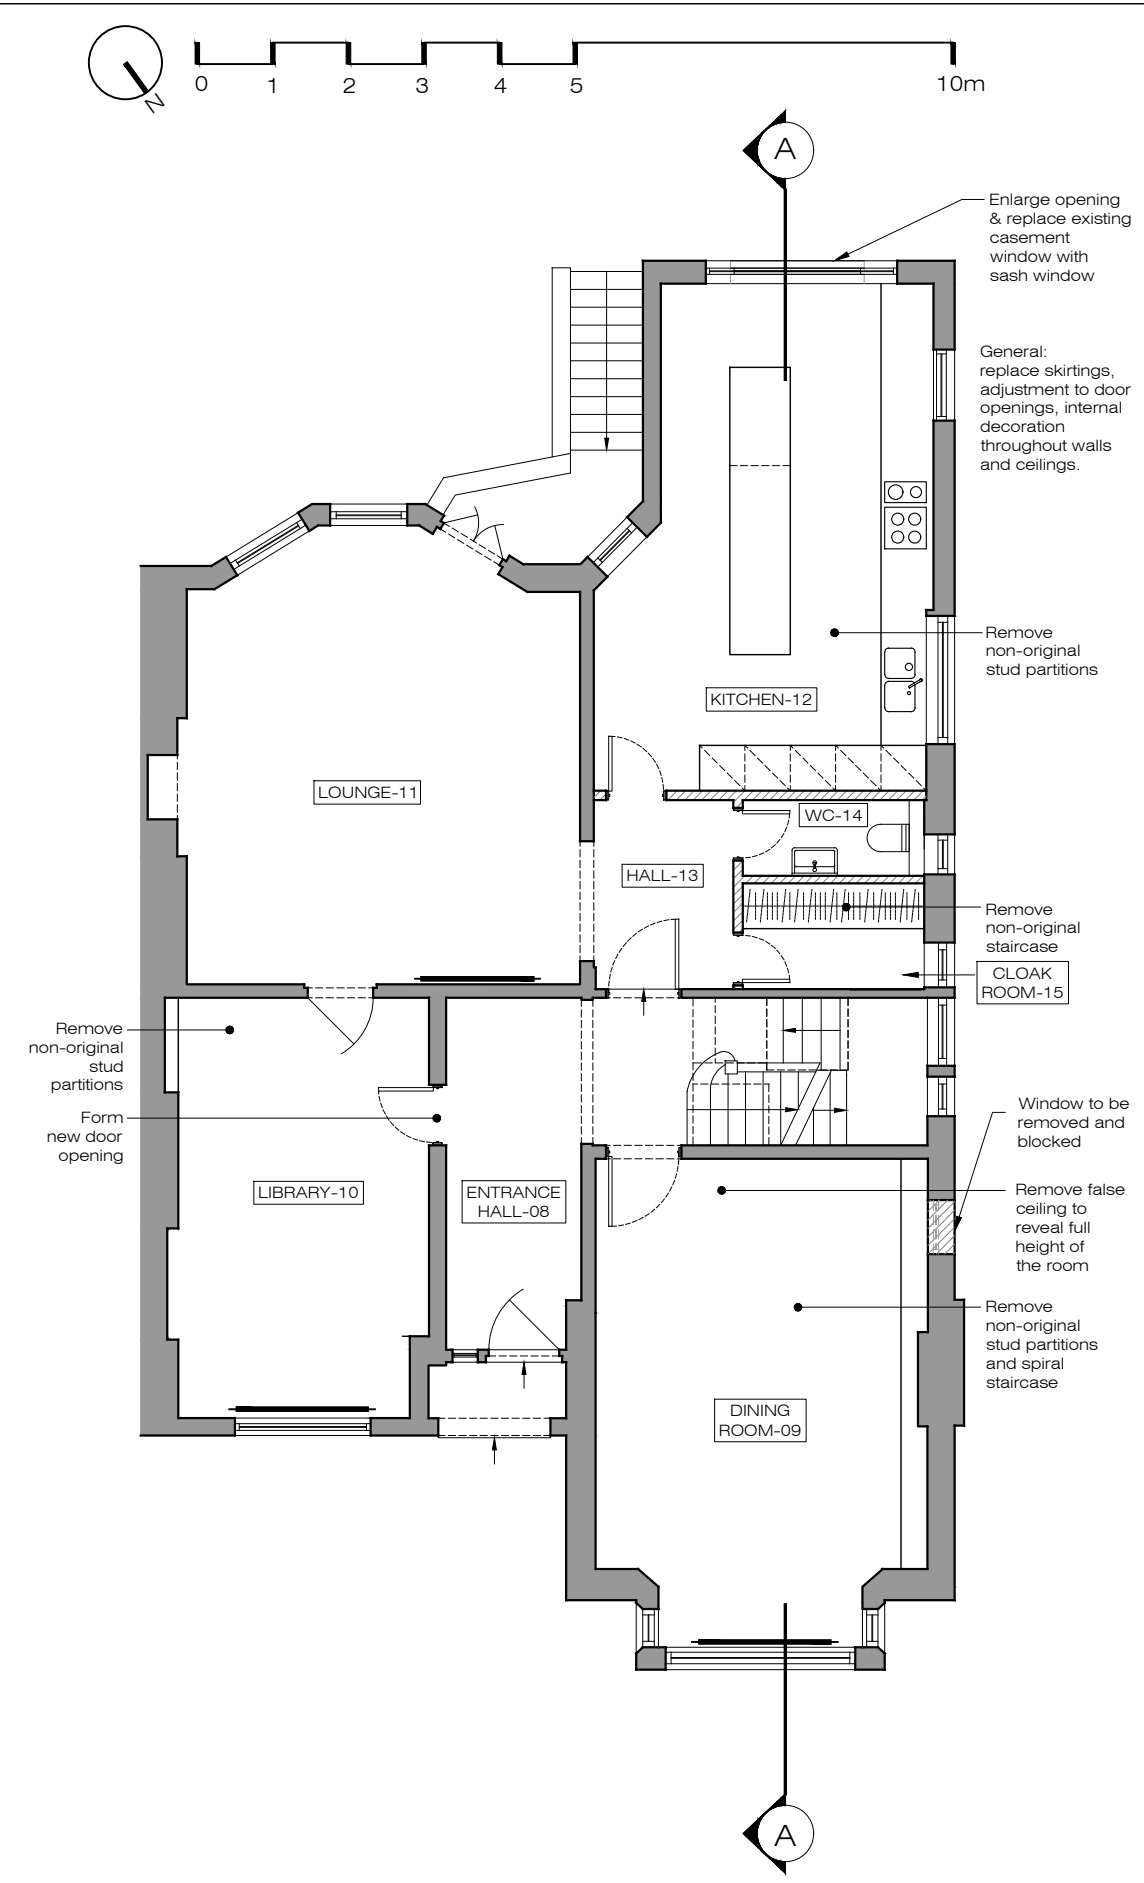 N
0 1 2 3 4 5 10m
A
Enlarge opening
& replace existing
casement
window with
sash window
General:
replace skirtings,
adjustment to door
openings, internal
decoration
throughout walls
and ceilings.
Remove
non-original
stud partitions
KITCHEN-12
LOUNGE-11
WC-14
HALL-13
Remove
non-original
staircase
CLOAK
ROOM-15
Remove
non-original
stud
partitions
Form
new door
opening
Window to be
removed and
blocked
LIBRARY-10
ENTRANCE
HALL-08
Remove false
ceiling to
reveal full
height of
the room
Remove
non-original
stud partitions
and spiral
staircase
DINING
ROOM-09
A